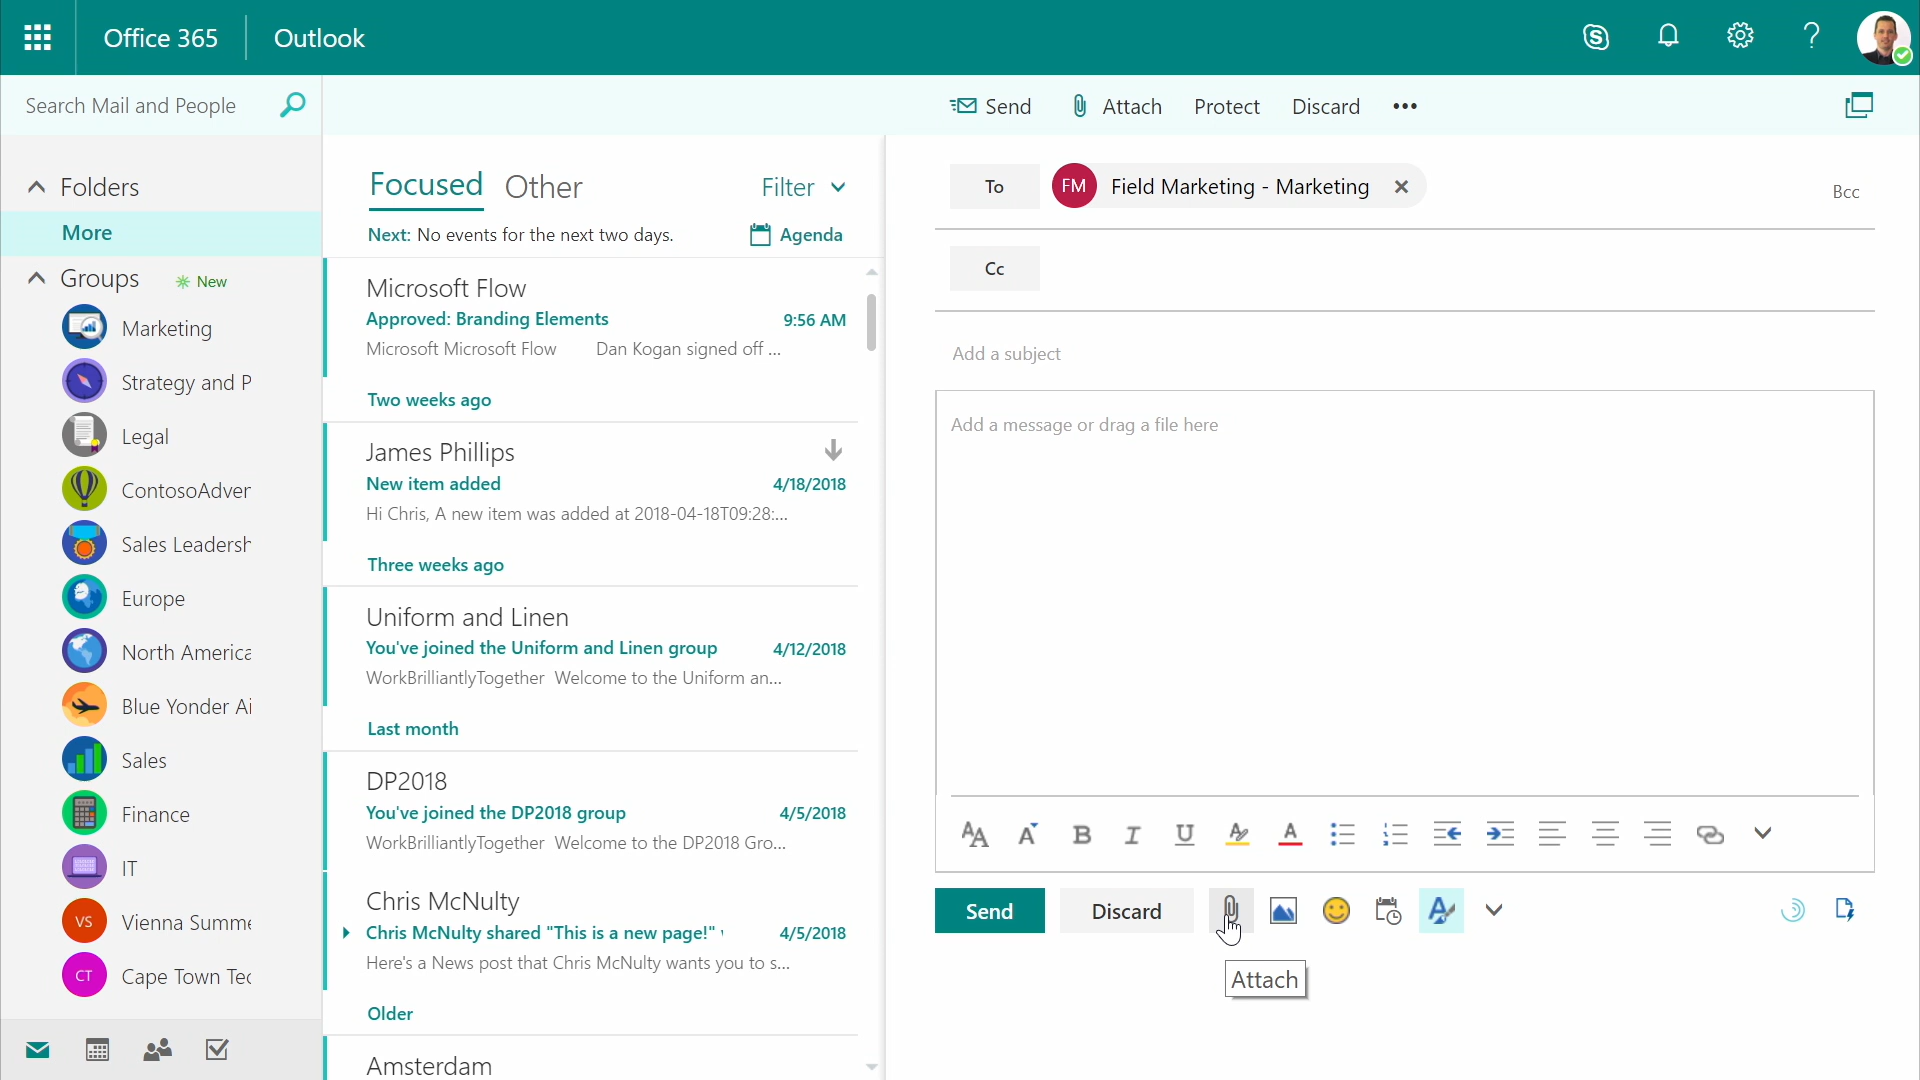 Office 365
Outlook
Search Mail and People
Send
Attach
Protect
Discard
Folders
More
Groups
New
Marketing
Strategy and P
Legal
ContosoAdver
Sales Leadersh
Europe
North America
Blue Yonder Ai
Sales
Finance
IT
VS
Vienna Summe
CT
Cape Town Tec
Focused
Other
Filter
Next: No events for the next two days.
Agenda
Microsoft Flow
Approved: Branding Elements
9:56 AM
Microsoft Microsoft Flow Dan Kogan signed off ...
Two weeks ago
James Phillips
New item added
4/18/2018
Hi Chris, A new item was added at 2018-04-18T09:28:...
Three weeks ago
Uniform and Linen
You've joined the Uniform and Linen group
4/12/2018
WorkBrilliantlyTogether Welcome to the Uniform an...
Last month
DP2018
You've joined the DP2018 group
4/5/2018
WorkBrilliantlyTogether Welcome to the DP2018 Gro...
Chris McNulty
Chris McNulty shared "This is a new page!"
4/5/2018
Here's a News post that Chris McNulty wants you to s...
Older
Amsterdam
To
FM
Field Marketing - Marketing
Bcc
Cc
Add a subject
Add a message or drag a file here
Send
Discard
Attach